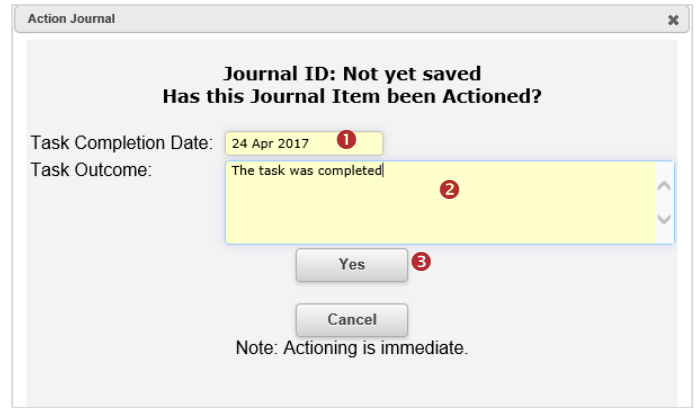 Action Journal
Journal ID: Not yet saved
Has this Journal Item been Actioned?
Task Completion Date: 24 Apr 2017 1
Task Outcome: The task was completed
2
Yes 3
Cancel
Note: Actioning is immediate.